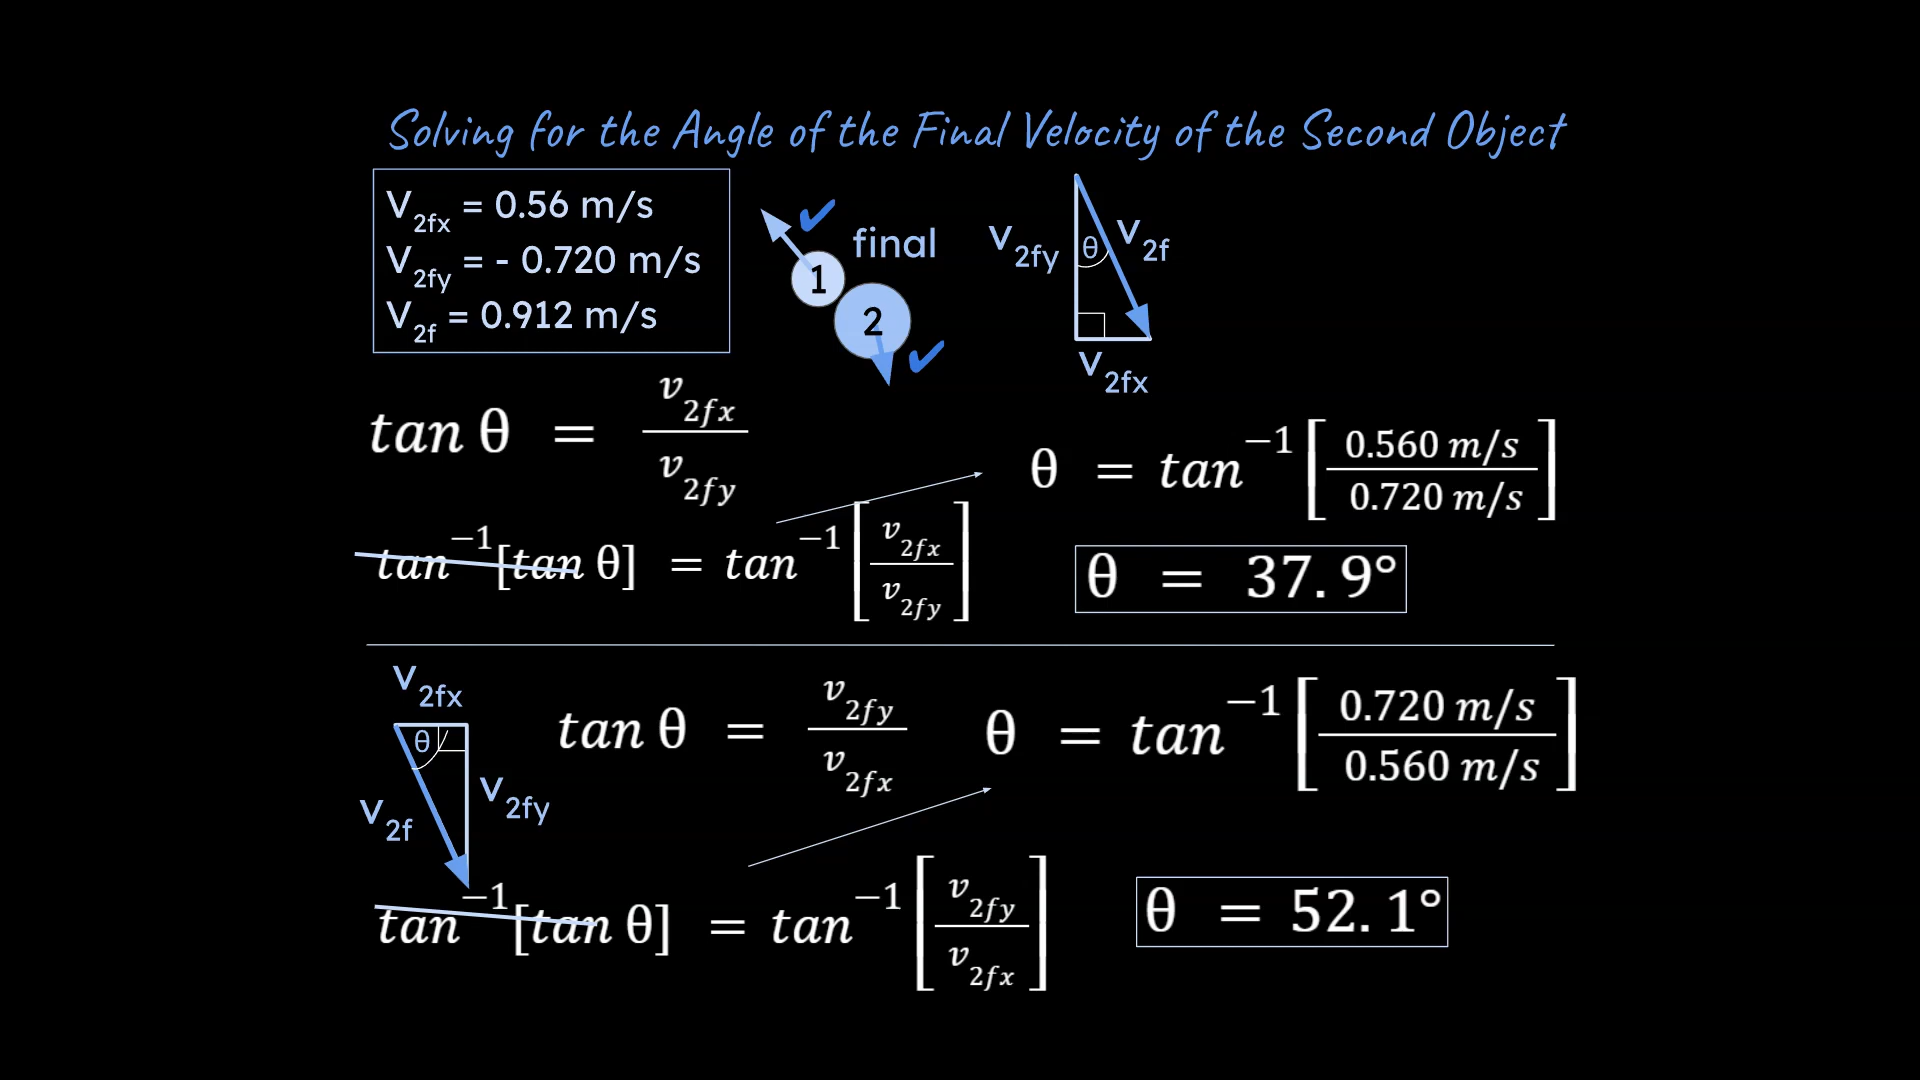 Solving for the Angle of the Final Velocity of the Second Object
V2fx = 0.56 m/s
V2fy = - 0.720 m/s
V2f = 0.912 m/s
1
2
final
V2fy
θ
V2f
V2fx
tan θ = v2fx / v2fy
tan⁻¹[tan θ] = tan⁻¹[v2fx / v2fy]
θ = tan⁻¹[0.560 m/s / 0.720 m/s]
θ = 37.9°
V2fx
θ
V2fy
V2f
tan θ = v2fy / v2fx
tan⁻¹[tan θ] = tan⁻¹[v2fy / v2fx]
θ = tan⁻¹[0.720 m/s / 0.560 m/s]
θ = 52.1°